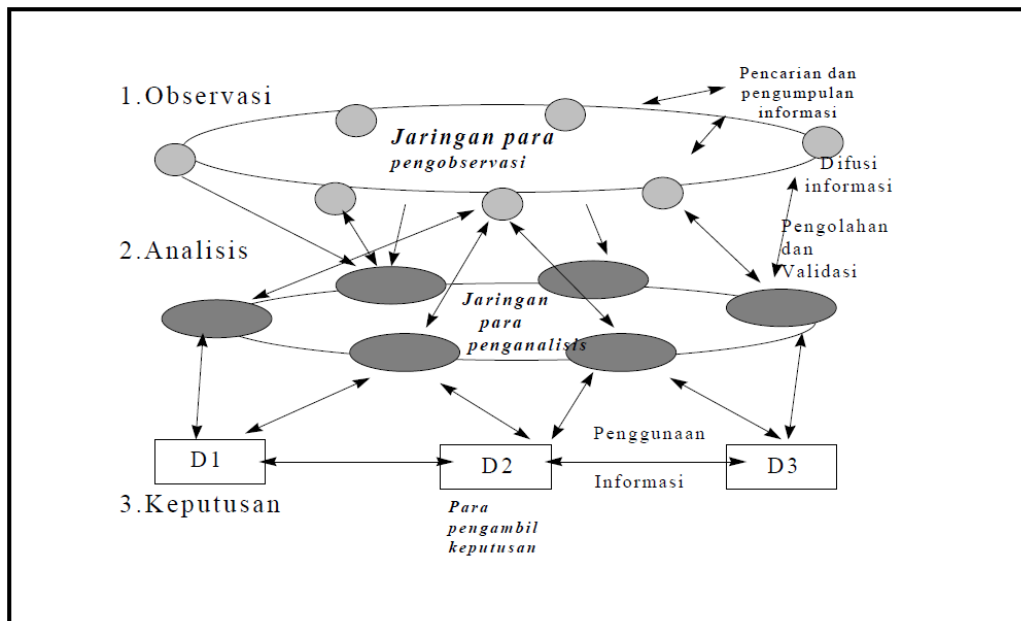 Pencarian dan
pengumpulan
informasi
1.Observasi
Jaringan para
pengobservasi
Difusi
informasi
Pengolahan
dan
Validasi
2.Analisis
Jaringan
para
penganalisis
Penggunaan
D1
D2
D3
Informasi
3.Keputusan
Para
pengambil
keputusan